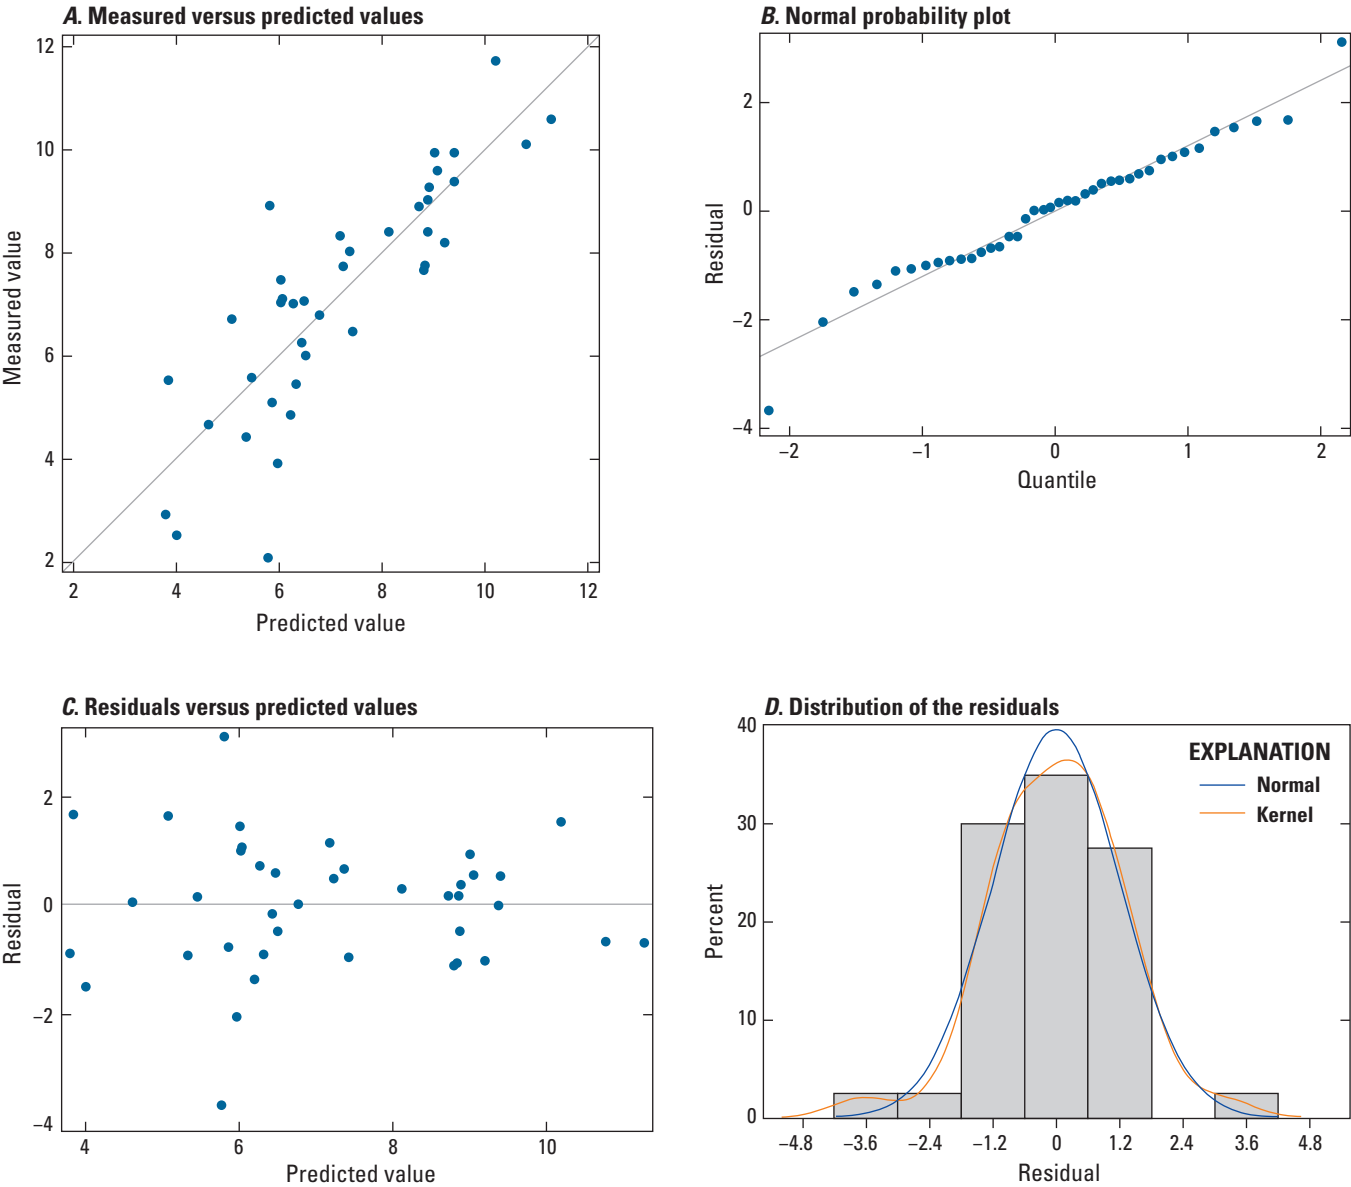 A. Measured versus predicted values
12
10
8
6
4
2
2 4 6 8 10 12
Measured value
Predicted value
B. Normal probability plot
2
0
−2
−4
−2 −1 0 1 2
Residual
Quantile
C. Residuals versus predicted values
2
0
−2
−4
4 6 8 10
Residual
Predicted value
D. Distribution of the residuals
40
30
20
10
0
−4.8 −3.6 −2.4 −1.2 0 1.2 2.4 3.6 4.8
Percent
Residual
EXPLANATION
Normal
Kernel